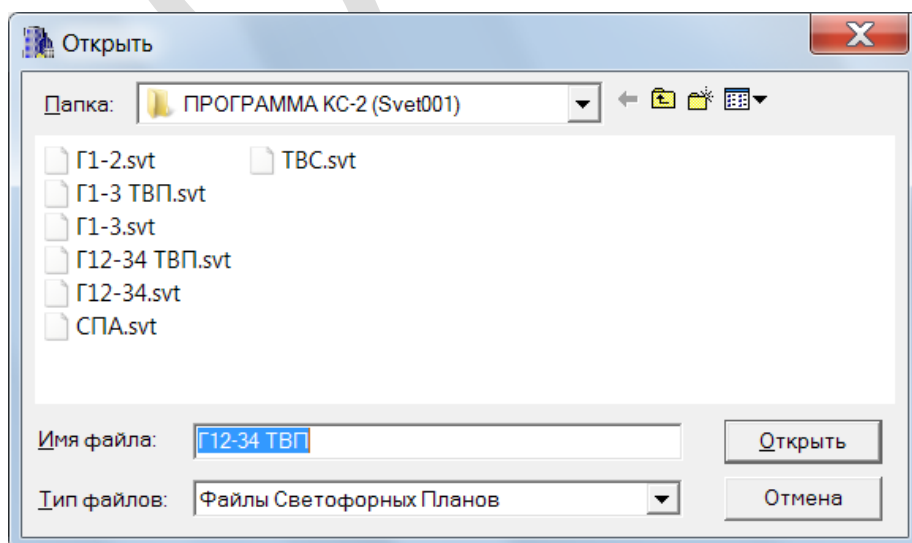 Открыть
Папка: ПРОГРАММА КС-2 (Svet001)
Г1-2.svt
Г1-3 ТВП.svt
Г1-3.svt
Г12-34 ТВП.svt
Г12-34.svt
СПА.svt
ТВС.svt
Имя файла: Г12-34 ТВП Открыть
Тип файлов: Файлы Светофорных Планов Отмена